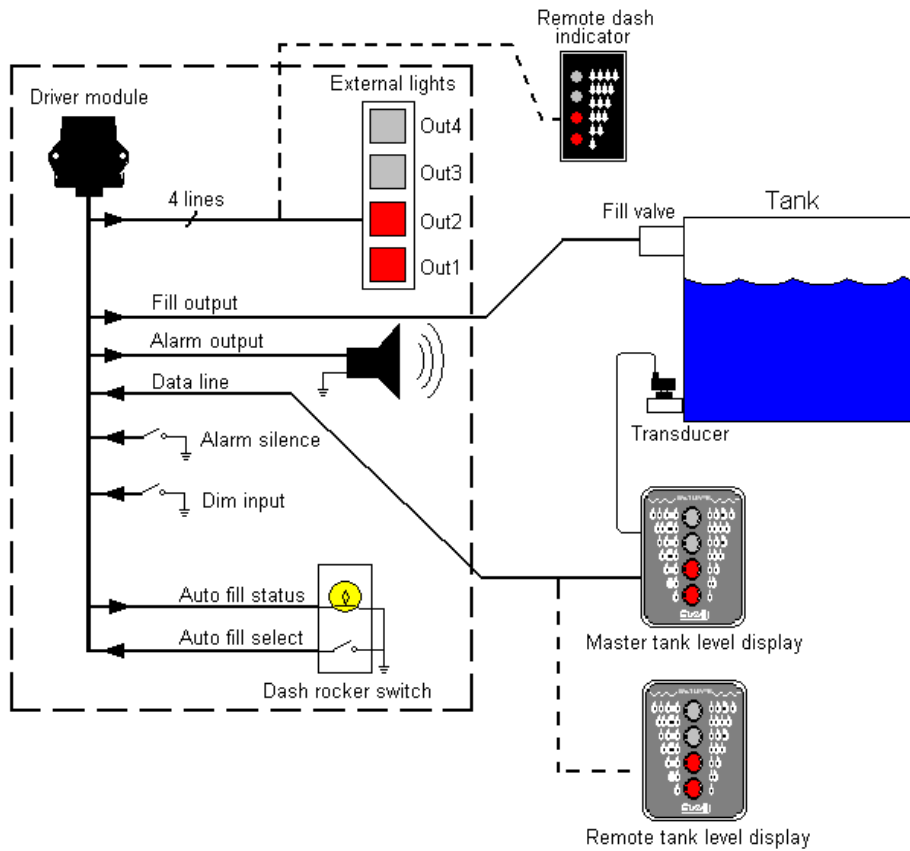 Remote dash
indicator
Driver module
External lights
Out4
Out3
4 lines
Out2
Out1
Fill valve
Tank
Fill output
Alarm output
Data line
Transducer
Alarm silence
Dim input
Auto fill status
Auto fill select
Dash rocker switch
Master tank level display
Remote tank level display